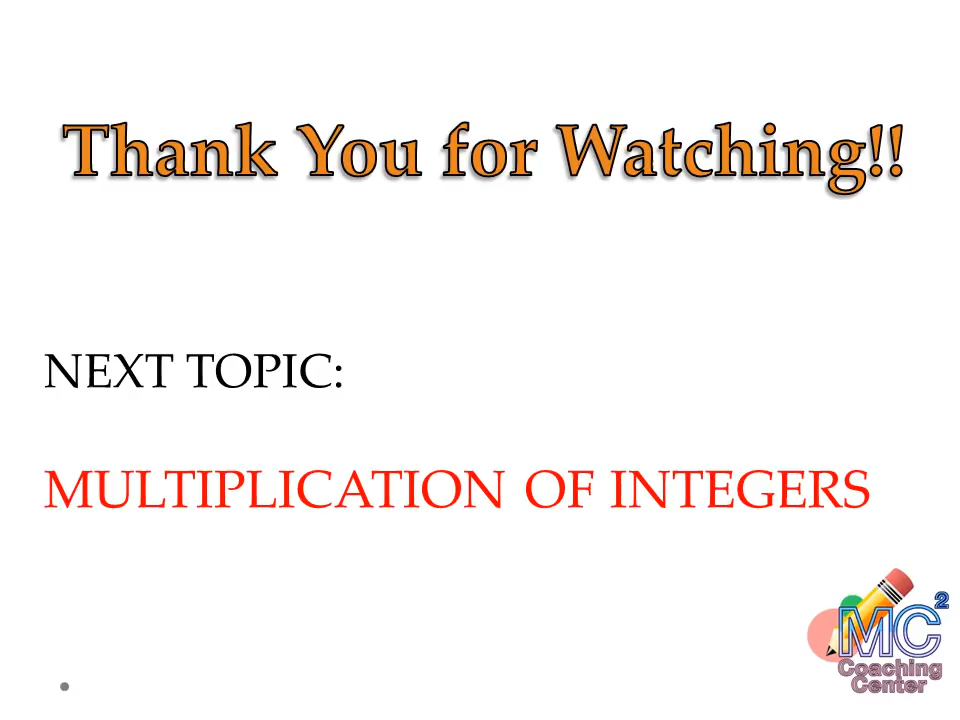 Thank You for Watching!!
NEXT TOPIC:
MULTIPLICATION OF INTEGERS
MC²
Coaching
Center